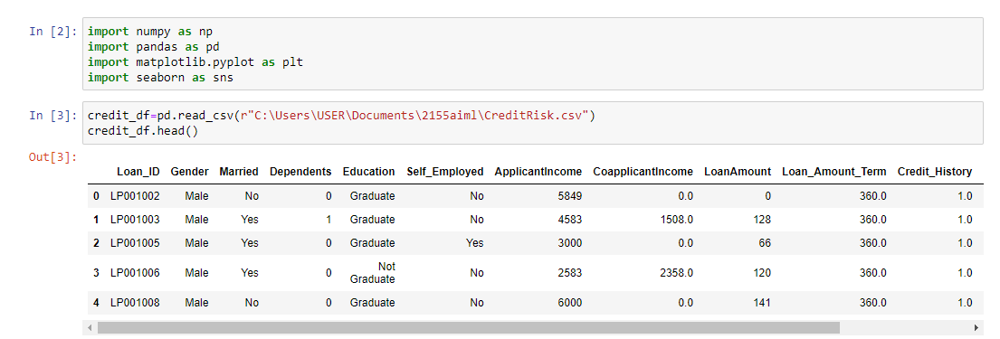 In [2]: import numpy as np
import pandas as pd
import matplotlib.pyplot as plt
import seaborn as sns
In [3]: credit_df=pd.read_csv(r"C:\Users\USER\Documents\2155aiml\CreditRisk.csv")
credit_df.head()
Out[3]:
Loan_ID Gender Married Dependents Education Self_Employed ApplicantIncome CoapplicantIncome LoanAmount Loan_Amount_Term Credit_History
0 LP001002 Male No 0 Graduate No 5849 0.0 0 360.0 1.0
1 LP001003 Male Yes 1 Graduate No 4583 1508.0 128 360.0 1.0
2 LP001005 Male Yes 0 Graduate Yes 3000 0.0 66 360.0 1.0
3 LP001006 Male Yes 0 Not Graduate No 2583 2358.0 120 360.0 1.0
4 LP001008 Male No 0 Graduate No 6000 0.0 141 360.0 1.0